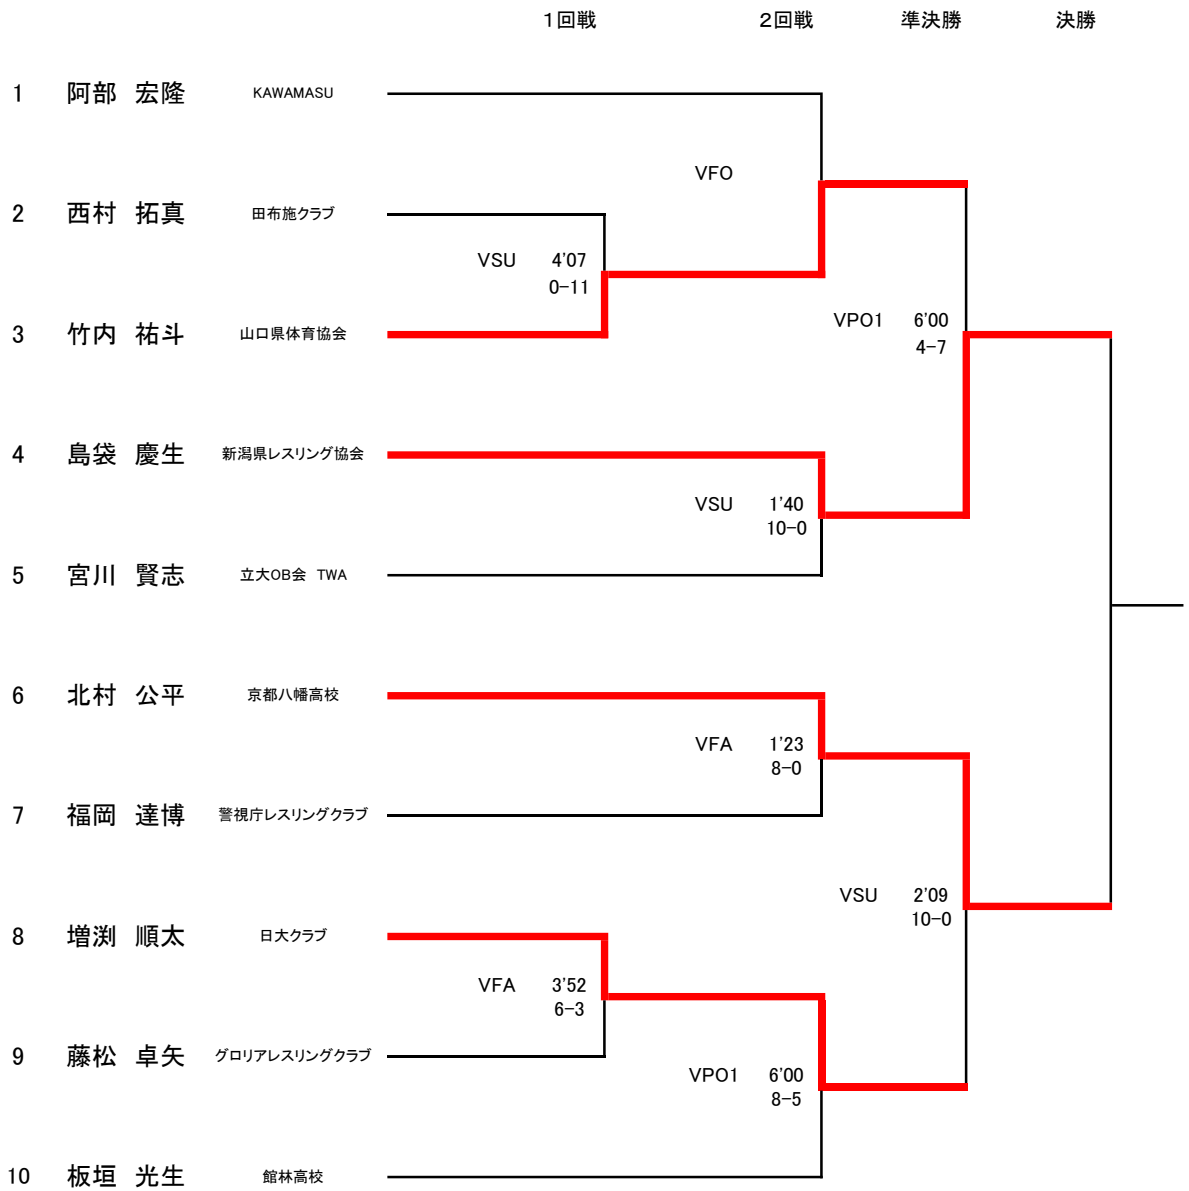 1回戦 2回戦 準決勝 決勝
1 阿部 宏隆 KAWAMASU
VFO
2 西村 拓真 田布施クラブ
VSU 4'07
0-11
3 竹内 祐斗 山口県体育協会
VPO1 6'00
4-7
4 島袋 慶生 新潟県レスリング協会
VSU 1'40
10-0
5 宮川 賢志 立大OB会 TWA
6 北村 公平 京都八幡高校
VFA 1'23
8-0
7 福岡 達博 警視庁レスリングクラブ
VSU 2'09
10-0
8 増渕 順太 日大クラブ
VFA 3'52
6-3
9 藤松 卓矢 グロリアレスリングクラブ
VPO1 6'00
8-5
10 板垣 光生 館林高校